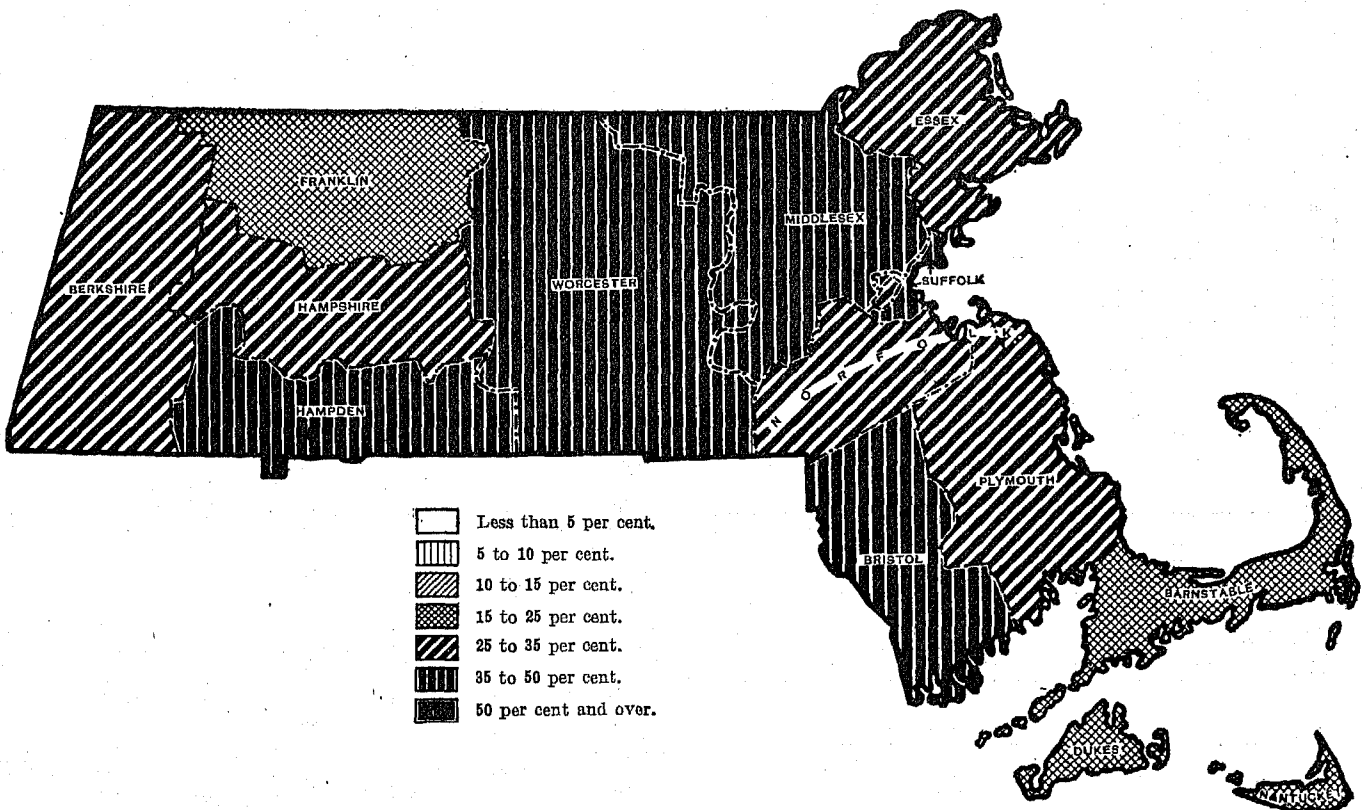 ESSEX
FRANKLIN
MIDDLESEX
BERKSHIRE
HAMPSHIRE
WORCESTER
SUFFOLK
NORFOLK
HAMPDEN
PLYMOUTH
BRISTOL
BARNSTABLE
DUKES
NANTUCKET
Less than 5 per cent.
5 to 10 per cent.
10 to 15 per cent.
15 to 25 per cent.
25 to 35 per cent.
35 to 50 per cent.
50 per cent and over.